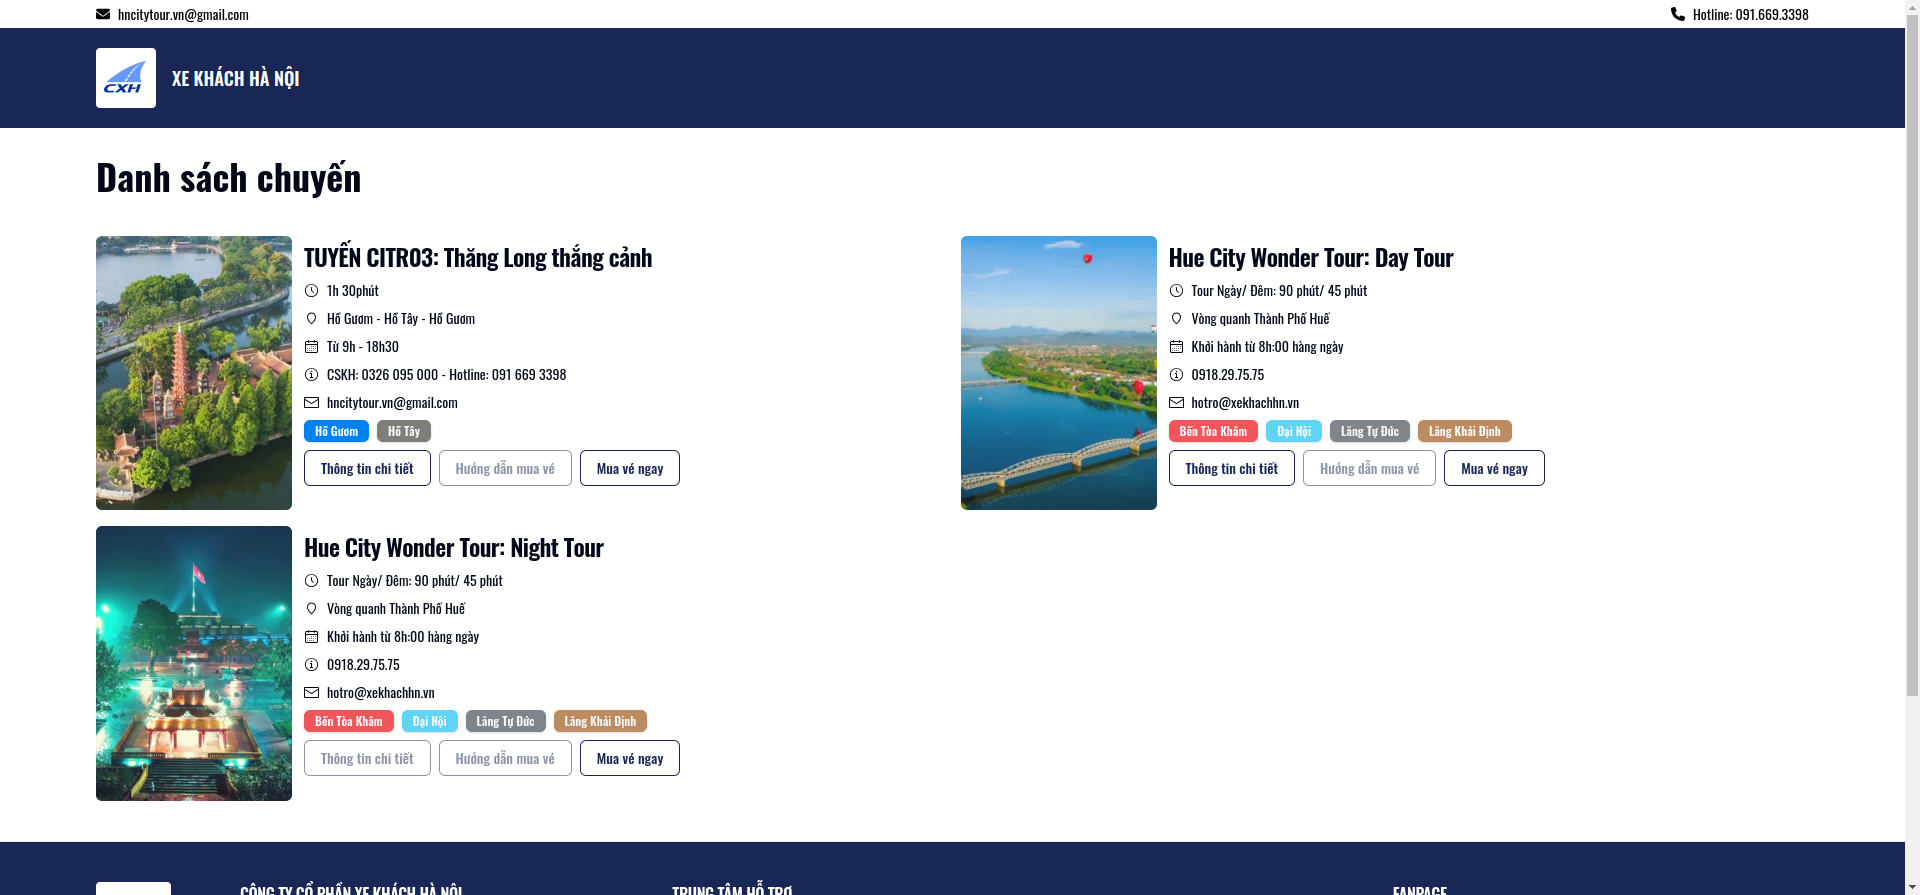 hncitytour.vn@gmail.com
Hotline: 091.669.3398
CXH
XE KHÁCH HÀ NỘI
Danh sách chuyến
TUYẾN CITR03: Thăng Long thắng cảnh
1h 30phút
Hồ Gươm - Hồ Tây - Hồ Gươm
Từ 9h - 18h30
CSKH: 0326 095 000 - Hotline: 091 669 3398
hncitytour.vn@gmail.com
Hồ Gươm
Hồ Tây
Thông tin chi tiết
Hướng dẫn mua vé
Mua vé ngay
Hue City Wonder Tour: Day Tour
Tour Ngày/ Đêm: 90 phút/ 45 phút
Vòng quanh Thành Phố Huế
Khởi hành từ 8h:00 hàng ngày
0918.29.75.75
hotro@xekhachhn.vn
Bến Tòa Khâm
Đại Nội
Lăng Tự Đức
Lăng Khải Định
Thông tin chi tiết
Hướng dẫn mua vé
Mua vé ngay
Hue City Wonder Tour: Night Tour
Tour Ngày/ Đêm: 90 phút/ 45 phút
Vòng quanh Thành Phố Huế
Khởi hành từ 8h:00 hàng ngày
0918.29.75.75
hotro@xekhachhn.vn
Bến Tòa Khâm
Đại Nội
Lăng Tự Đức
Lăng Khải Định
Thông tin chi tiết
Hướng dẫn mua vé
Mua vé ngay
CÔNG TY CỔ PHẦN XE KHÁCH HÀ NỘI
TRUNG TÂM HỖ TRỢ
FANPAGE